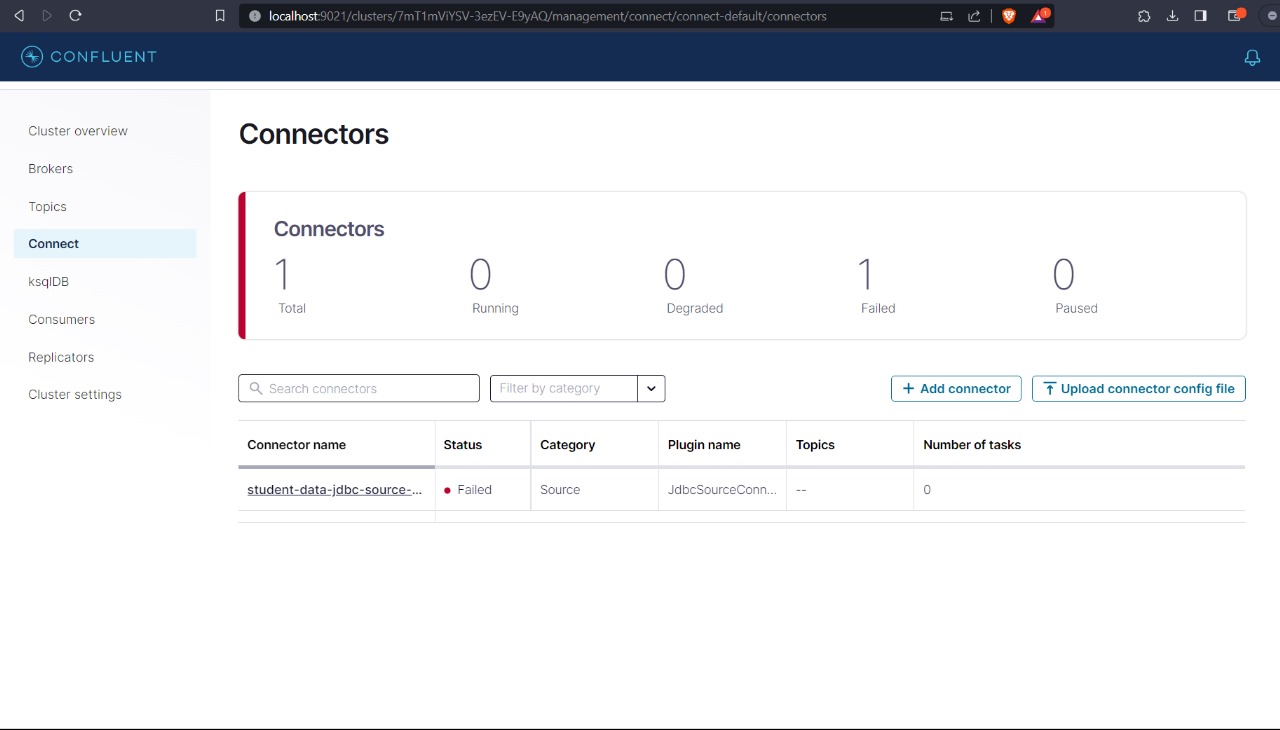 localhost:9021/clusters/7mT1mViYSV-3ezEV-E9yAQ/management/connect/connect-default/connectors
1
CONFLUENT
Cluster overview
Brokers
Topics
Connect
ksqlDB
Consumers
Replicators
Cluster settings
Connectors
Connectors
1 0 0 1 0
Total Running Degraded Failed Paused
Search connectors Filter by category + Add connector Upload connector config file
Connector name Status Category Plugin name Topics Number of tasks
student-data-jdbc-source-... Failed Source JdbcSourceConn... -- 0